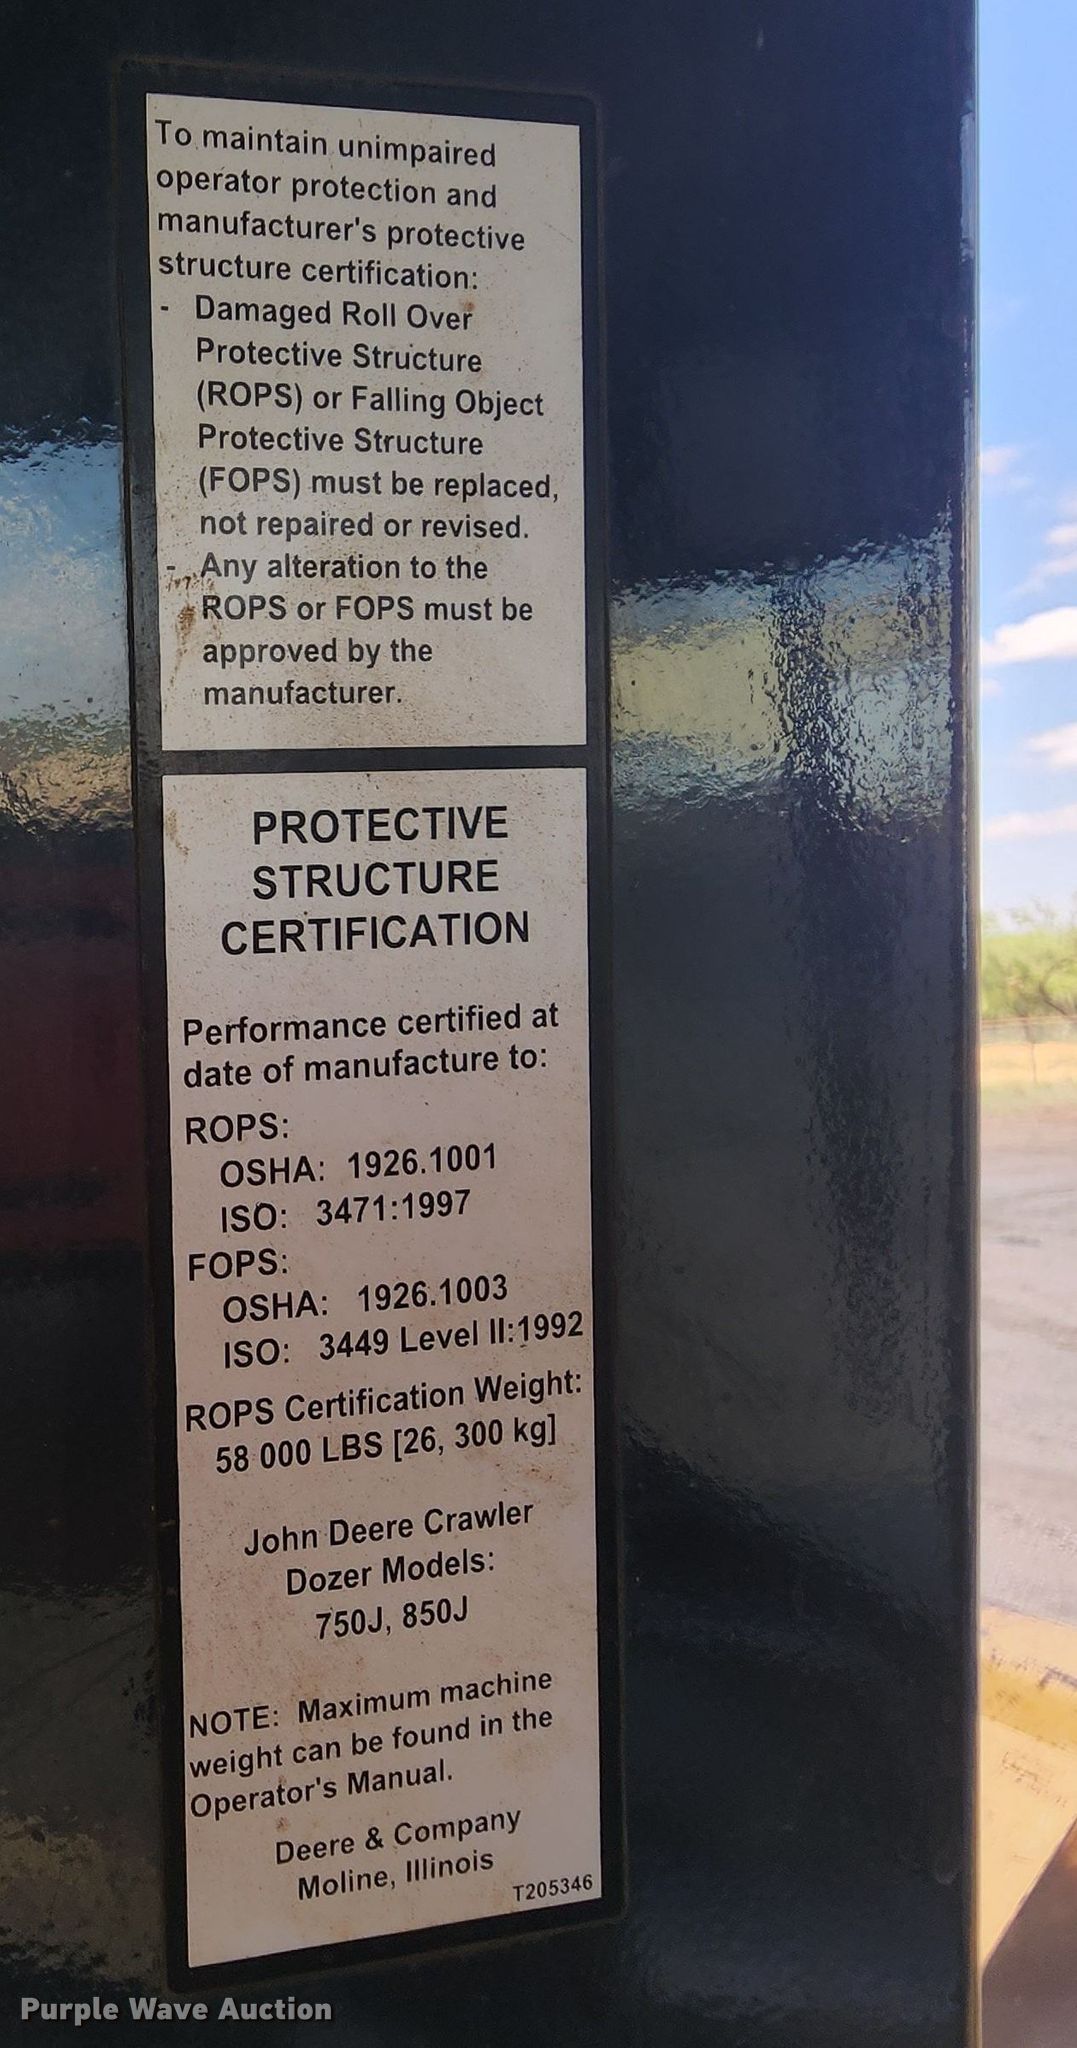 To maintain unimpaired
operator protection and
manufacturer's protective
structure certification:
- Damaged Roll Over
Protective Structure
(ROPS) or Falling Object
Protective Structure
(FOPS) must be replaced,
not repaired or revised.
- Any alteration to the
ROPS or FOPS must be
approved by the
manufacturer.
PROTECTIVE
STRUCTURE
CERTIFICATION
Performance certified at
date of manufacture to:
ROPS:
OSHA: 1926.1001
ISO: 3471:1997
FOPS:
OSHA: 1926.1003
ISO: 3449 Level II:1992
ROPS Certification Weight:
58 000 LBS [26, 300 kg]
John Deere Crawler
Dozer Models:
750J, 850J
NOTE: Maximum machine
weight can be found in the
Operator's Manual.
Deere & Company
Moline, Illinois
T205346
Purple Wave Auction